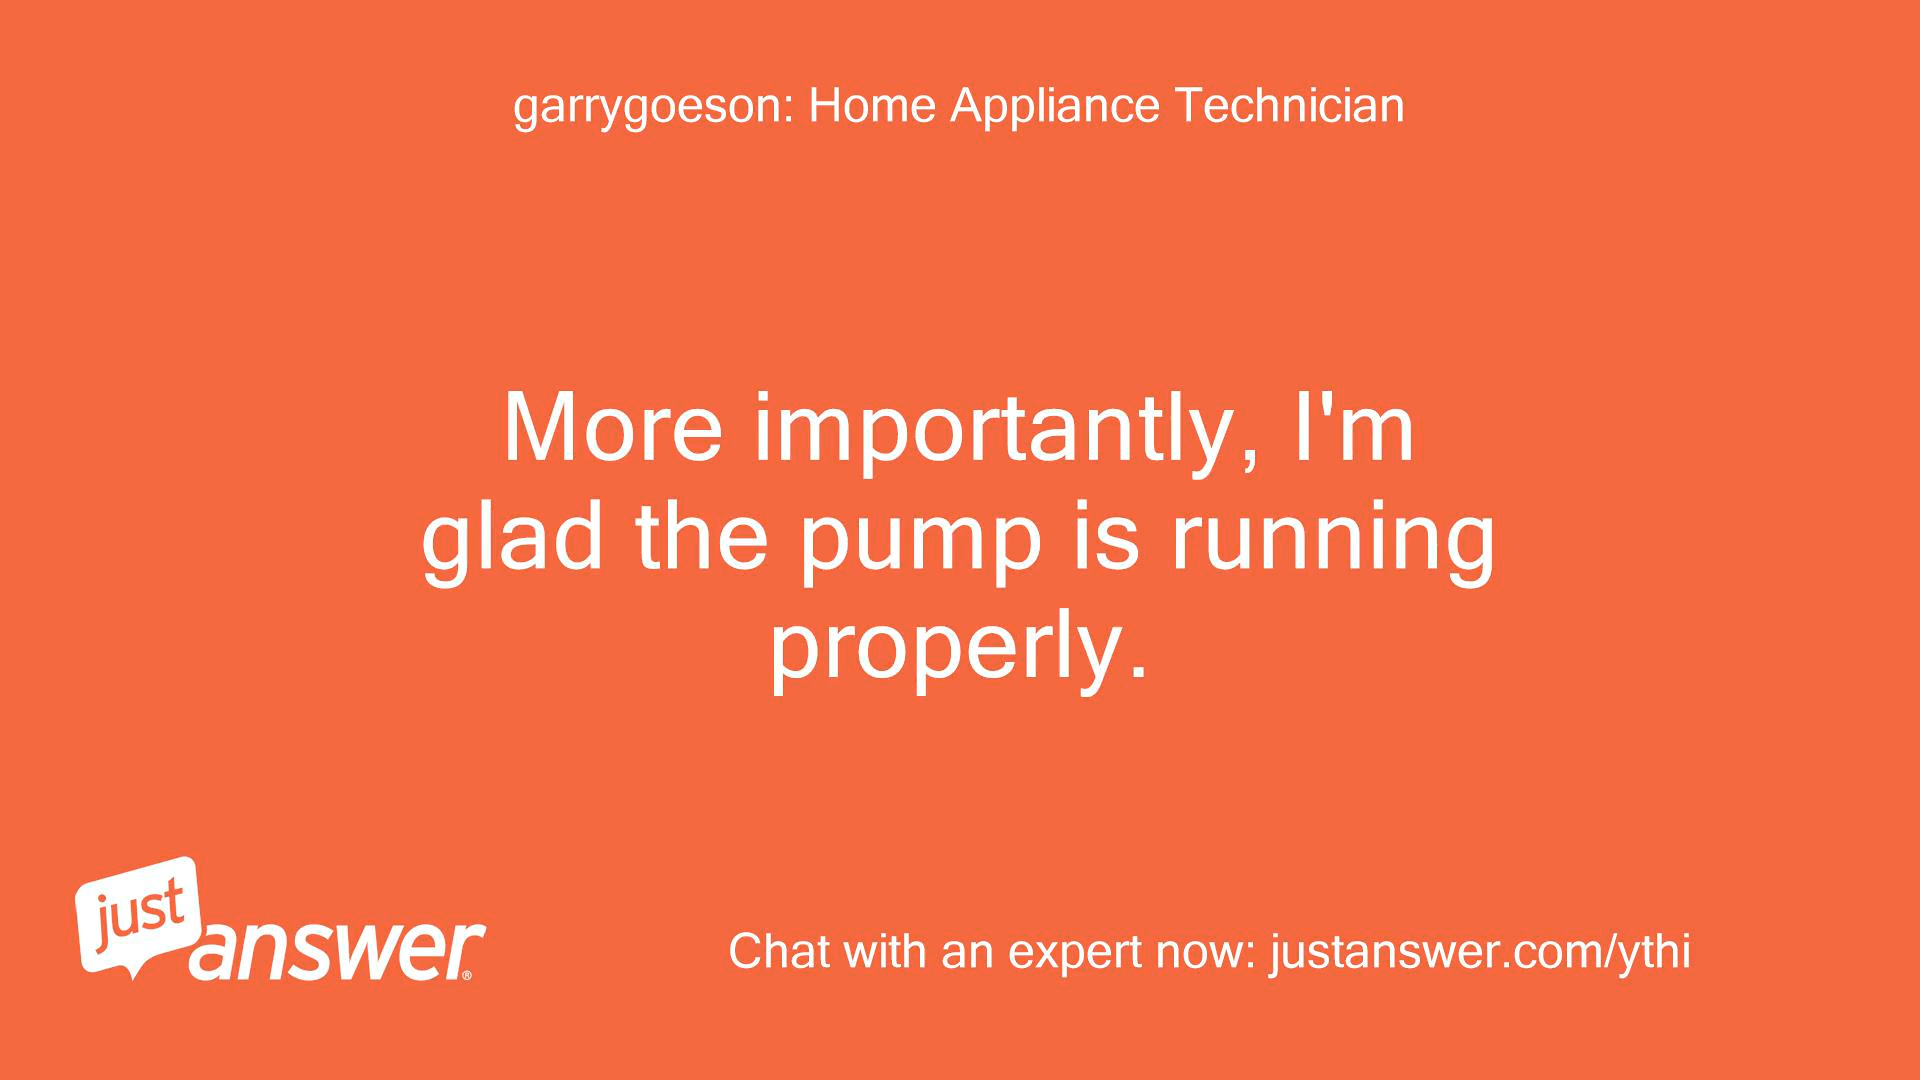 garrygoeson: Home Appliance Technician
More importantly, I'm
glad the pump is running
properly.
just
answer®
Chat with an expert now: justanswer.com/ythi